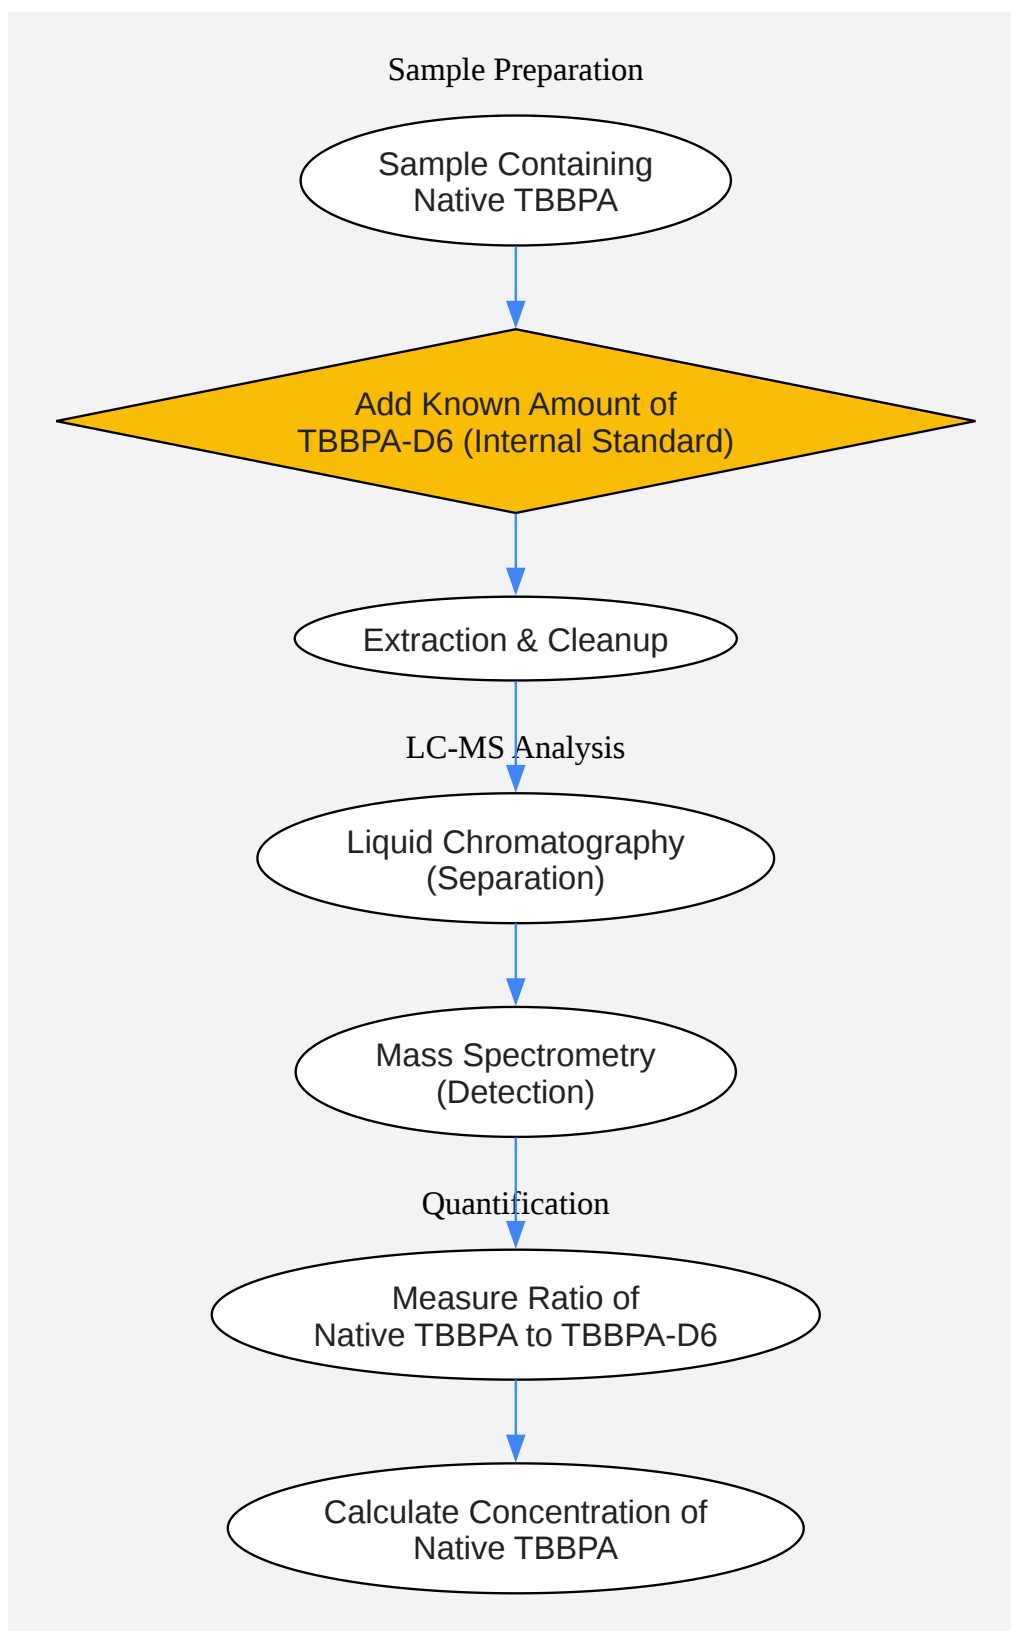 Sample Preparation
Sample Containing
Native TBBPA
Add Known Amount of
TBBPA-D6 (Internal Standard)
Extraction & Cleanup
LC-MS Analysis
Liquid Chromatography
(Separation)
Mass Spectrometry
(Detection)
Quantification
Measure Ratio of
Native TBBPA to TBBPA-D6
Calculate Concentration of
Native TBBPA